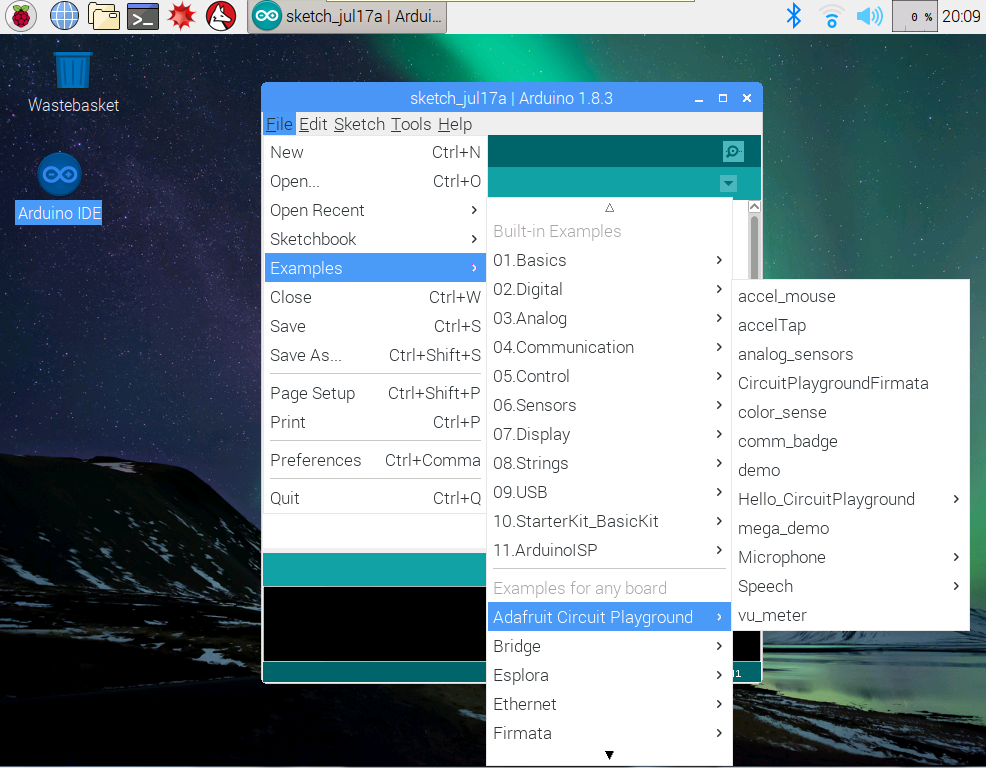 sketch_jul17a | Ardui...
0 %
20:09
Wastebasket
Arduino IDE
sketch_jul17a | Arduino 1.8.3
File Edit Sketch Tools Help
New Ctrl+N
Open... Ctrl+O
Open Recent
Sketchbook
Examples
Close Ctrl+W
Save Ctrl+S
Save As... Ctrl+Shift+S
Page Setup Ctrl+Shift+P
Print Ctrl+P
Preferences Ctrl+Comma
Quit Ctrl+Q
Built-in Examples
01.Basics
02.Digital
03.Analog
04.Communication
05.Control
06.Sensors
07.Display
08.Strings
09.USB
10.StarterKit_BasicKit
11.ArduinoISP
Examples for any board
Adafruit Circuit Playground
Bridge
Esplora
Ethernet
Firmata
accel_mouse
accelTap
analog_sensors
CircuitPlaygroundFirmata
color_sense
comm_badge
demo
Hello_CircuitPlayground
mega_demo
Microphone
Speech
vu_meter